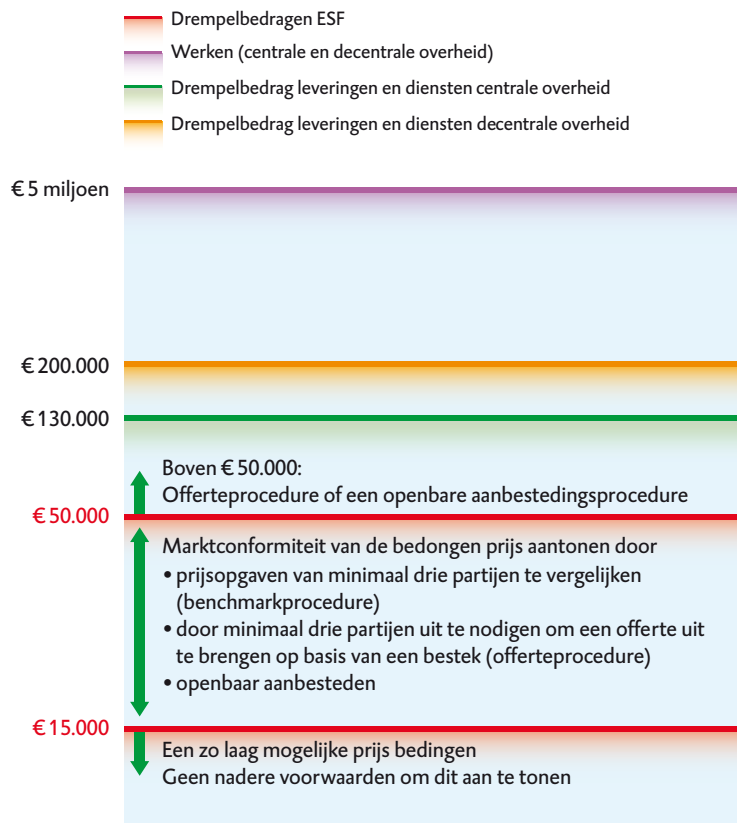 Drempelbedragen ESF
Werken (centrale en decentrale overheid)
Drempelbedrag leveringen en diensten centrale overheid
Drempelbedrag leveringen en diensten decentrale overheid
€ 5 miljoen
€ 200.000
€ 130.000
Boven € 50.000:
Offerteprocedure of een openbare aanbestedingsprocedure
€ 50.000
Marktconformiteit van de bedongen prijs aantonen door
• prijsopgaven van minimaal drie partijen te vergelijken
(benchmarkprocedure)
• door minimaal drie partijen uit te nodigen om een offerte uit
te brengen op basis van een bestek (offerteprocedure)
• openbaar aanbesteden
€ 15.000
Een zo laag mogelijke prijs bedingen
Geen nadere voorwaarden om dit aan te tonen